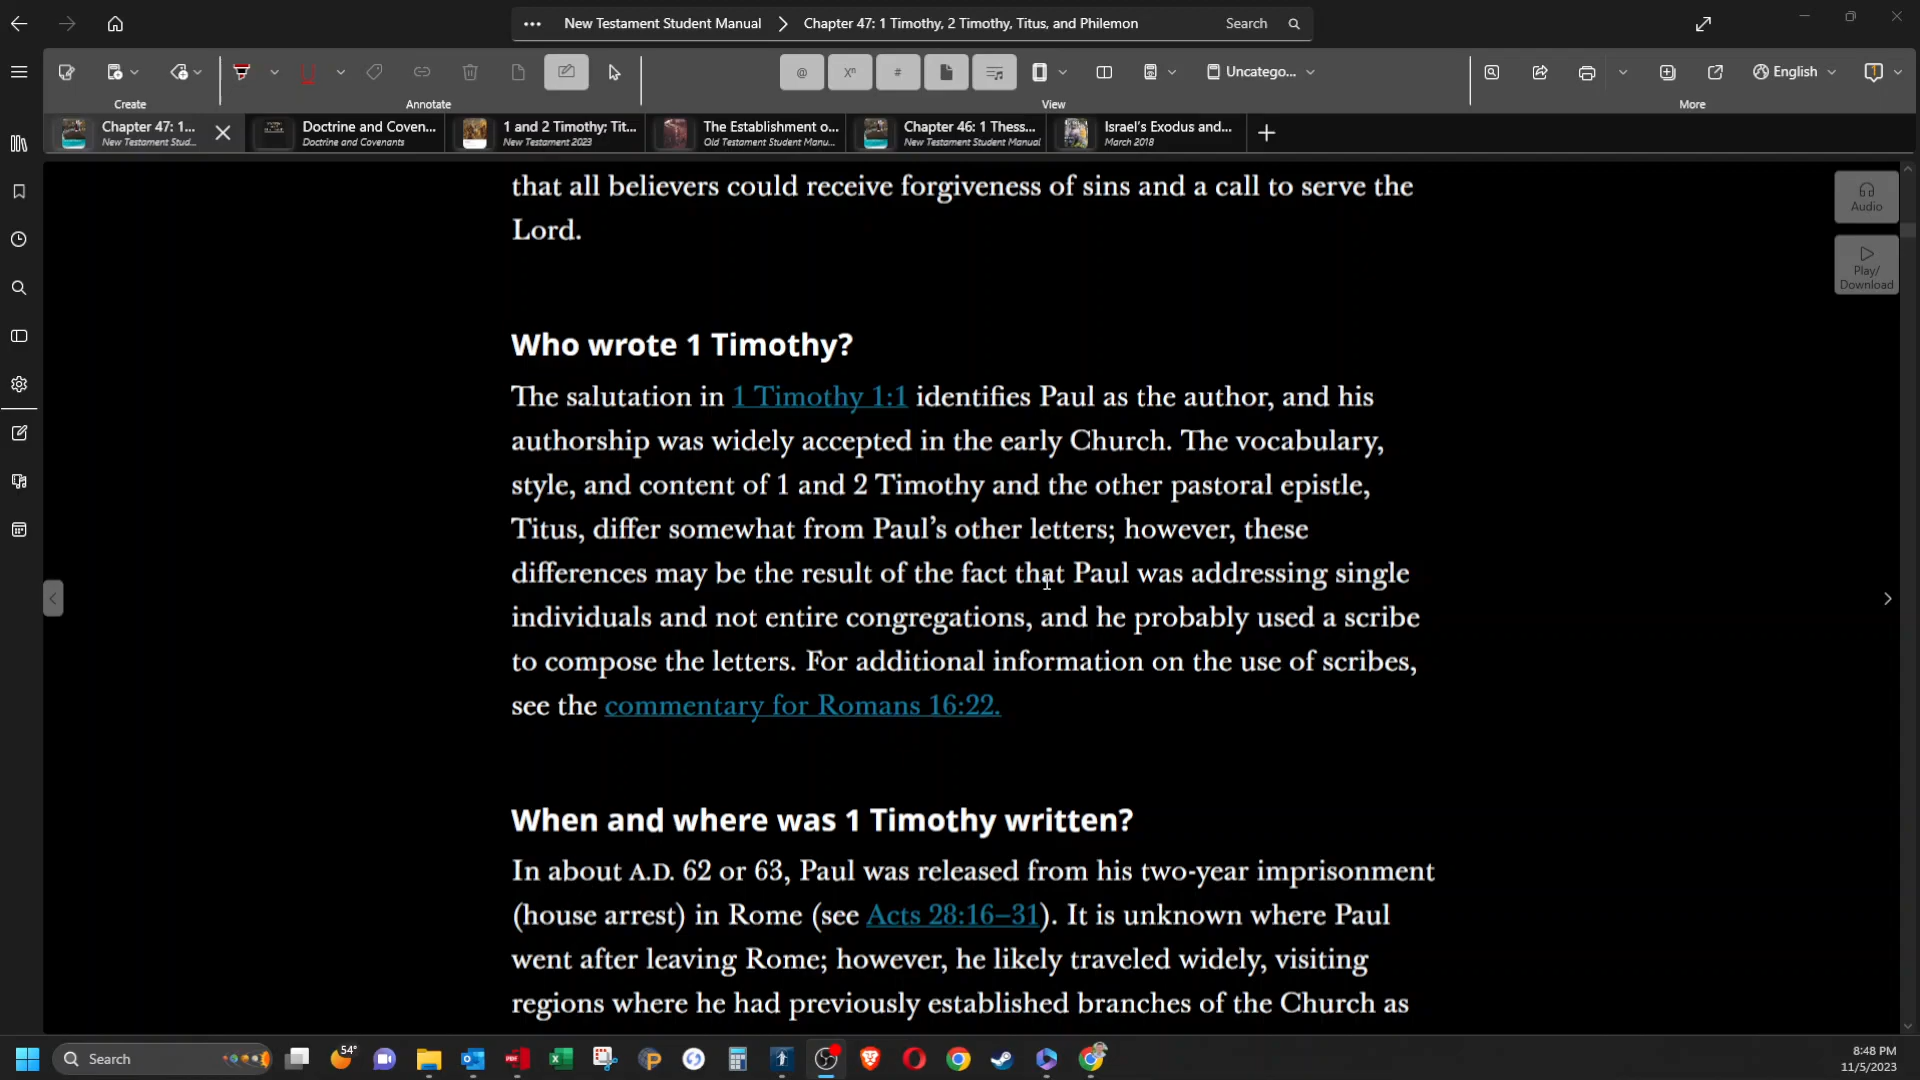 New Testament Student Manual
Chapter 47: 1 Timothy, 2 Timothy, Titus, and Philemon
Search
Create
Annotate
@
Xⁿ
#
View
Uncatego...
English
1
More
Chapter 47: 1...
New Testament Stud...
Doctrine and Coven...
Doctrine and Covenants
1 and 2 Timothy; Tit...
New Testament 2023
The Establishment o...
Old Testament Student Manu...
Chapter 46: 1 Thess...
New Testament Student Manual
Israel's Exodus and...
March 2018
Audio
Play/
Download
that all believers could receive forgiveness of sins and a call to serve the
Lord.
Who wrote 1 Timothy?
The salutation in 1 Timothy 1:1 identifies Paul as the author, and his
authorship was widely accepted in the early Church. The vocabulary,
style, and content of 1 and 2 Timothy and the other pastoral epistle,
Titus, differ somewhat from Paul's other letters; however, these
differences may be the result of the fact that Paul was addressing single
individuals and not entire congregations, and he probably used a scribe
to compose the letters. For additional information on the use of scribes,
see the commentary for Romans 16:22.
When and where was 1 Timothy written?
In about A.D. 62 or 63, Paul was released from his two-year imprisonment
(house arrest) in Rome (see Acts 28:16–31). It is unknown where Paul
went after leaving Rome; however, he likely traveled widely, visiting
regions where he had previously established branches of the Church as
Search
54°
PDF
8:48 PM
11/5/2023